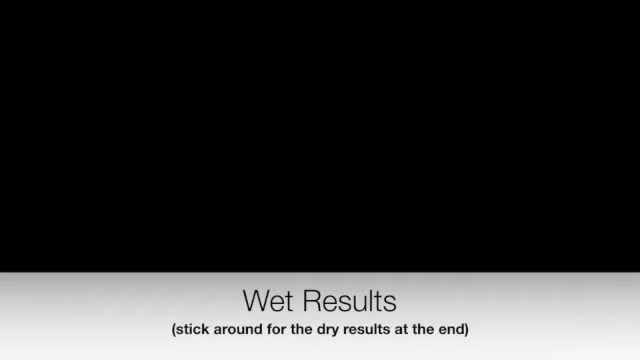 Wet Results
(stick around for the dry results at the end)